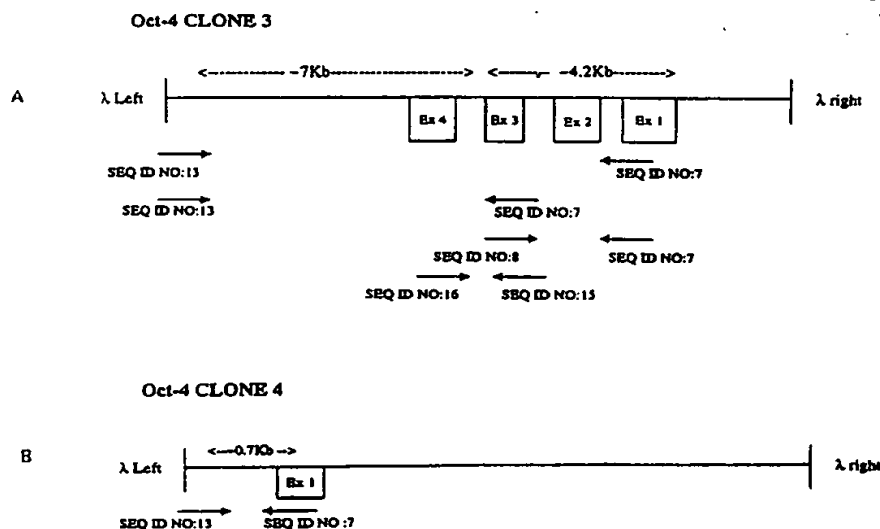 Oct-4 CLONE 3
<------------ ~7Kb ------------------> <------- ~4.2Kb -------->
A
λ Left
λ right
Ex 4
Ex 3
Ex 2
Ex 1
SEQ ID NO:13
SEQ ID NO:7
SEQ ID NO:13
SEQ ID NO:7
SEQ ID NO:8
SEQ ID NO:7
SEQ ID NO:16
SEQ ID NO:15
Oct-4 CLONE 4
B
<---0.7Kb--->
λ Left
λ right
Ex 1
SEQ ID NO:13
SEQ ID NO:7